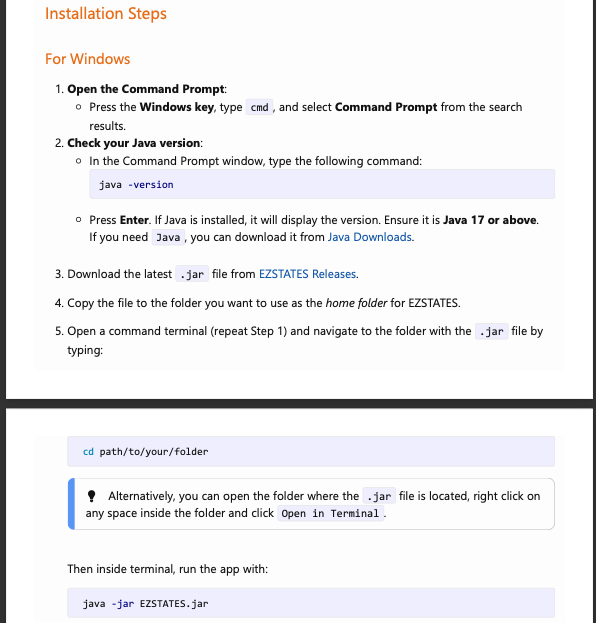 Installation Steps
For Windows
1. Open the Command Prompt:
Press the Windows key, type cmd, and select Command Prompt from the search
results.
2. Check your Java version:
In the Command Prompt window, type the following command:
java -version
Press Enter. If Java is installed, it will display the version. Ensure it is Java 17 or above.
If you need Java, you can download it from Java Downloads.
3. Download the latest .jar file from EZSTATES Releases.
4. Copy the file to the folder you want to use as the home folder for EZSTATES.
5. Open a command terminal (repeat Step 1) and navigate to the folder with the .jar file by
typing:
cd path/to/your/folder
Alternatively, you can open the folder where the .jar file is located, right click on
any space inside the folder and click Open in Terminal.
Then inside terminal, run the app with:
java -jar EZSTATES.jar